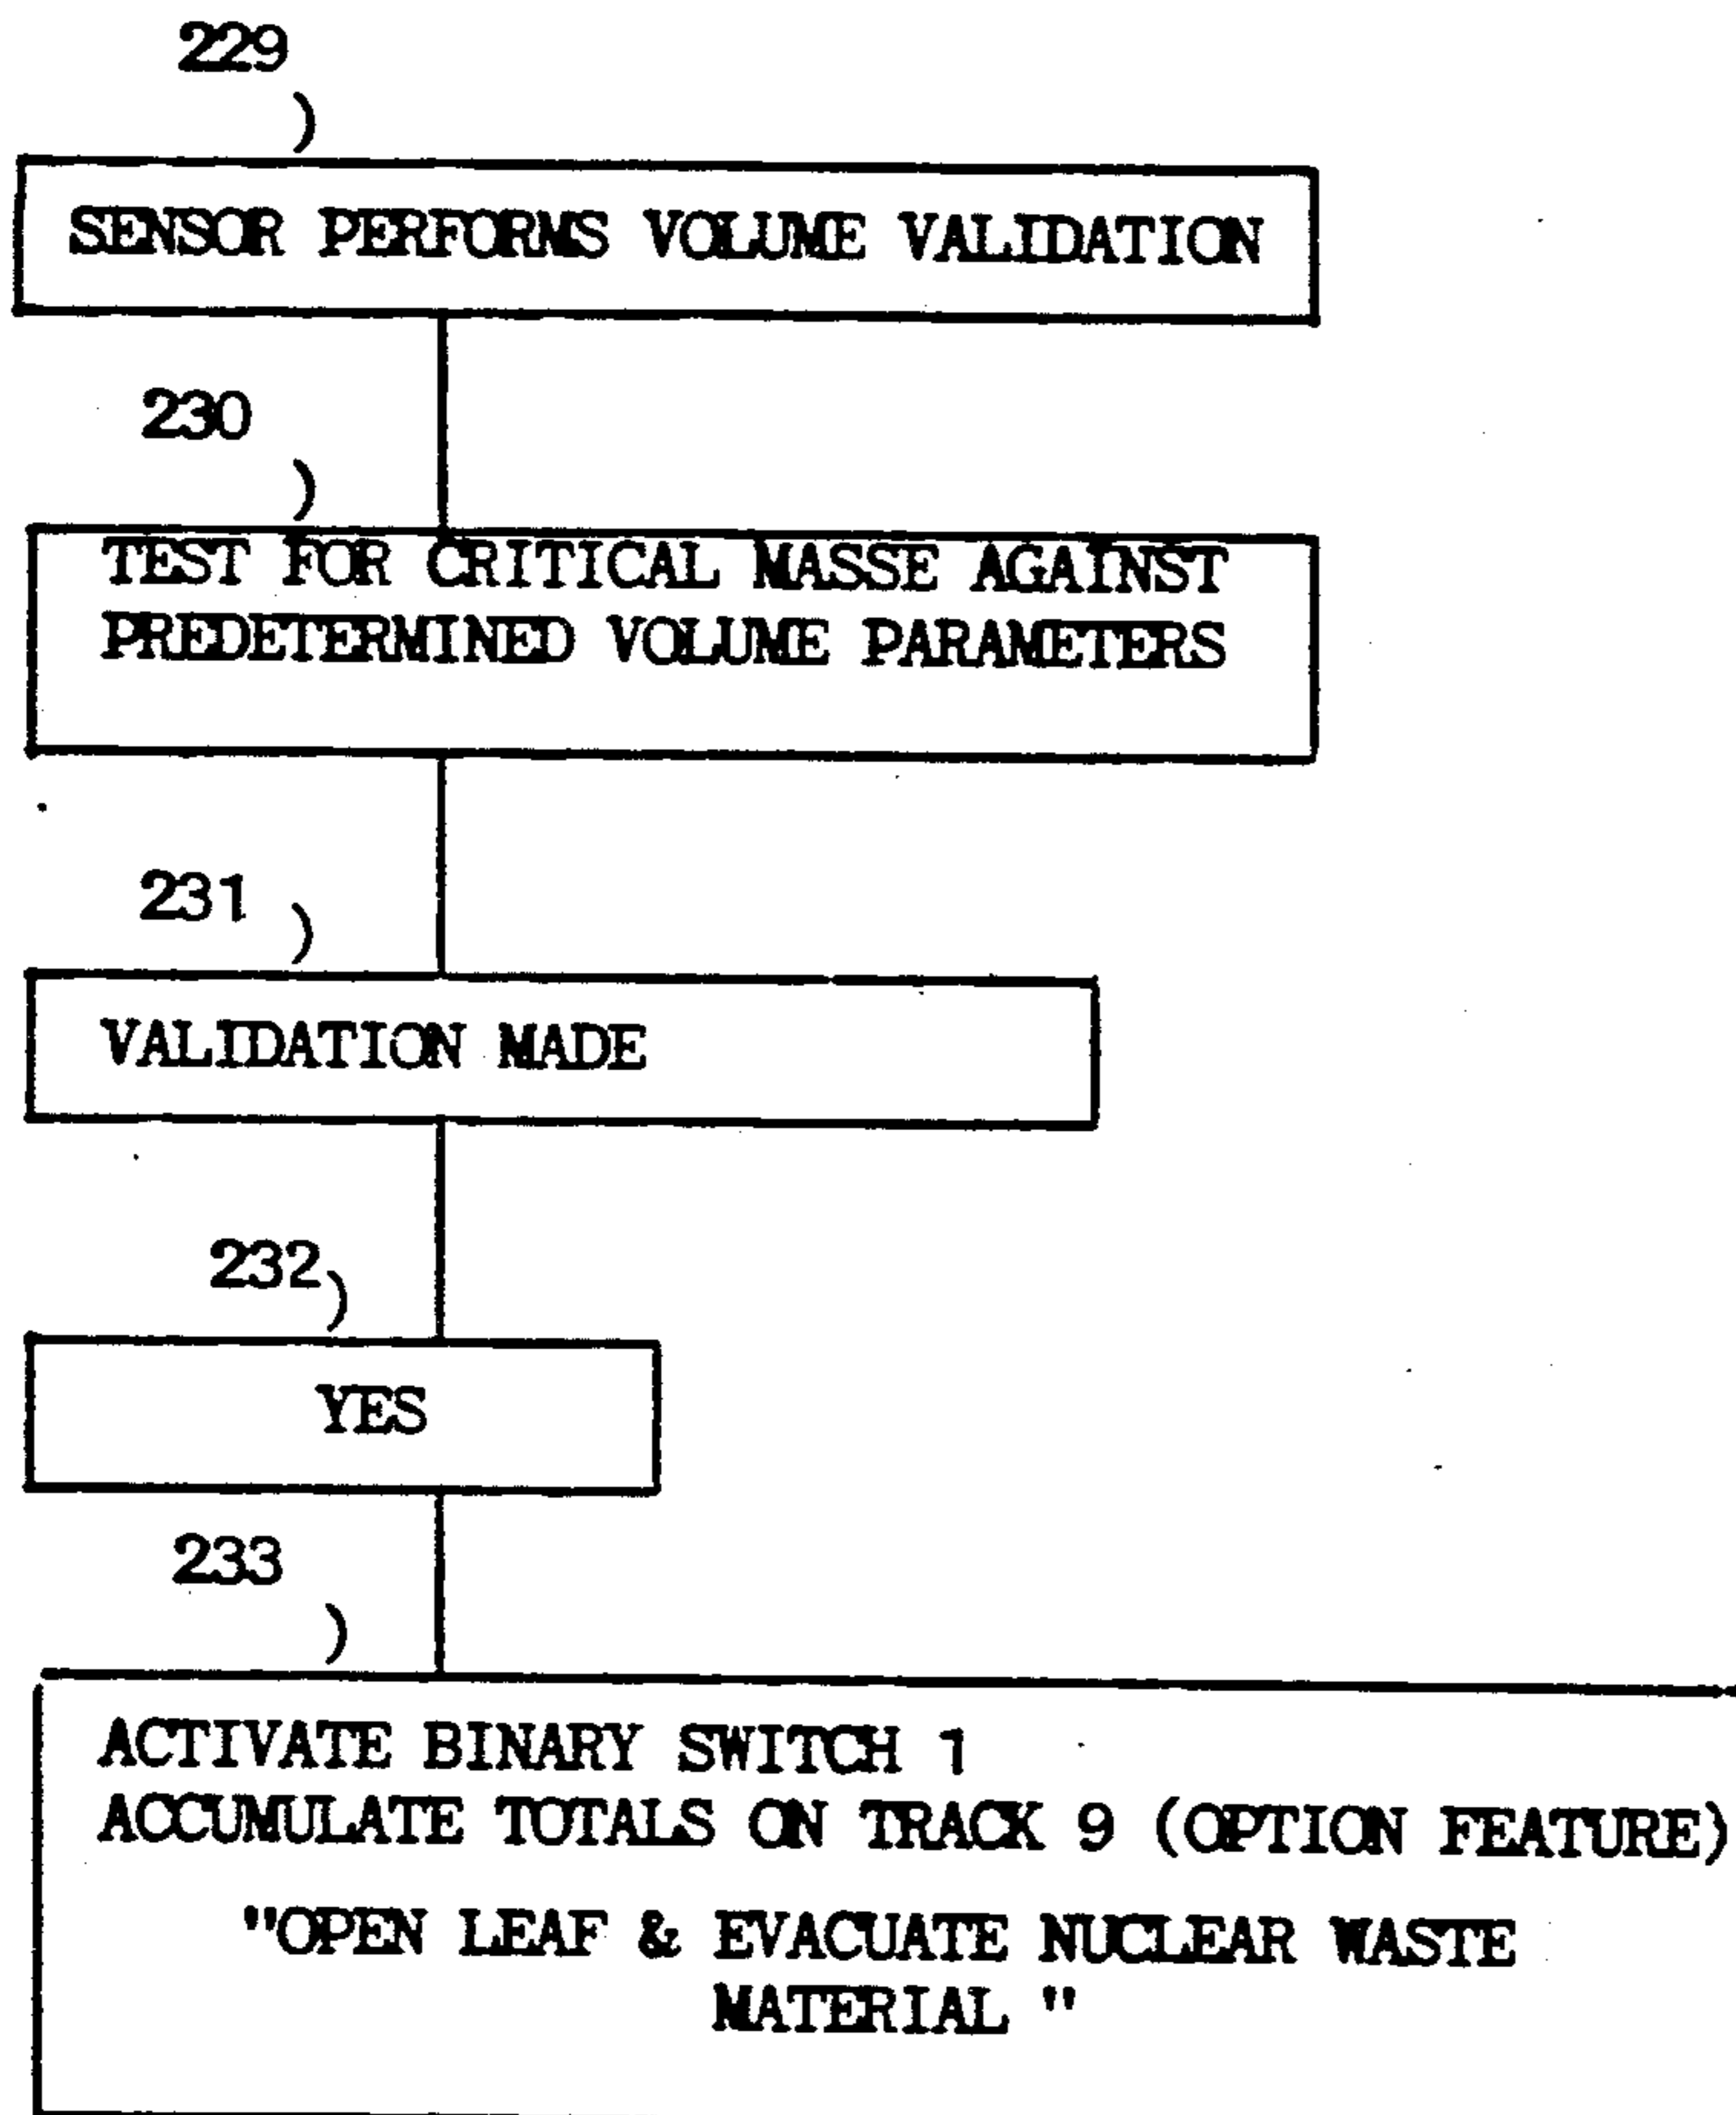 229
SENSOR PERFORMS VOLUME VALIDATION
230
TEST FOR CRITICAL MASSE AGAINST
PREDETERMINED VOLUME PARAMETERS
231
VALIDATION MADE
232
YES
233
ACTIVATE BINARY SWITCH 1
ACCUMULATE TOTALS ON TRACK 9 (OPTION FEATURE)
"OPEN LEAF & EVACUATE NUCLEAR WASTE
MATERIAL "